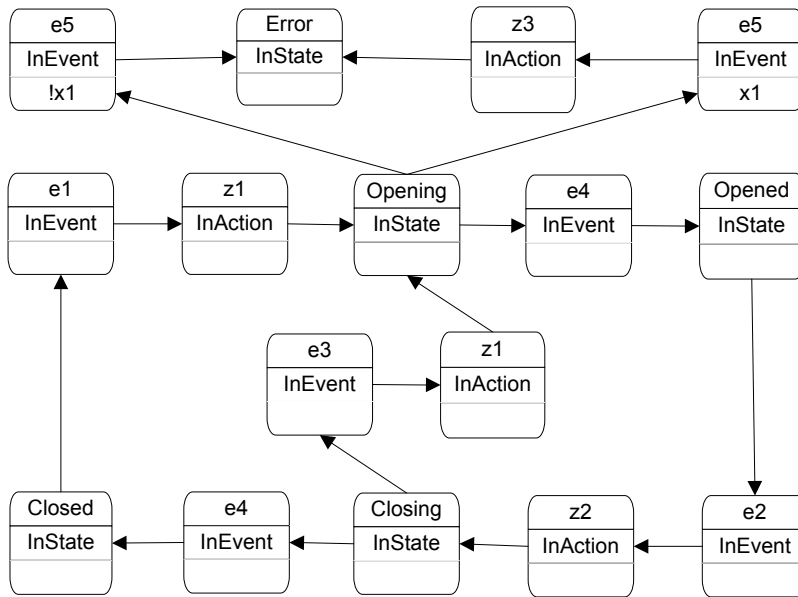 e5
InEvent
!x1
Error
InState
z3
InAction
e5
InEvent
x1
e1
InEvent
z1
InAction
Opening
InState
e4
InEvent
Opened
InState
e3
InEvent
z1
InAction
Closed
InState
e4
InEvent
Closing
InState
z2
InAction
e2
InEvent